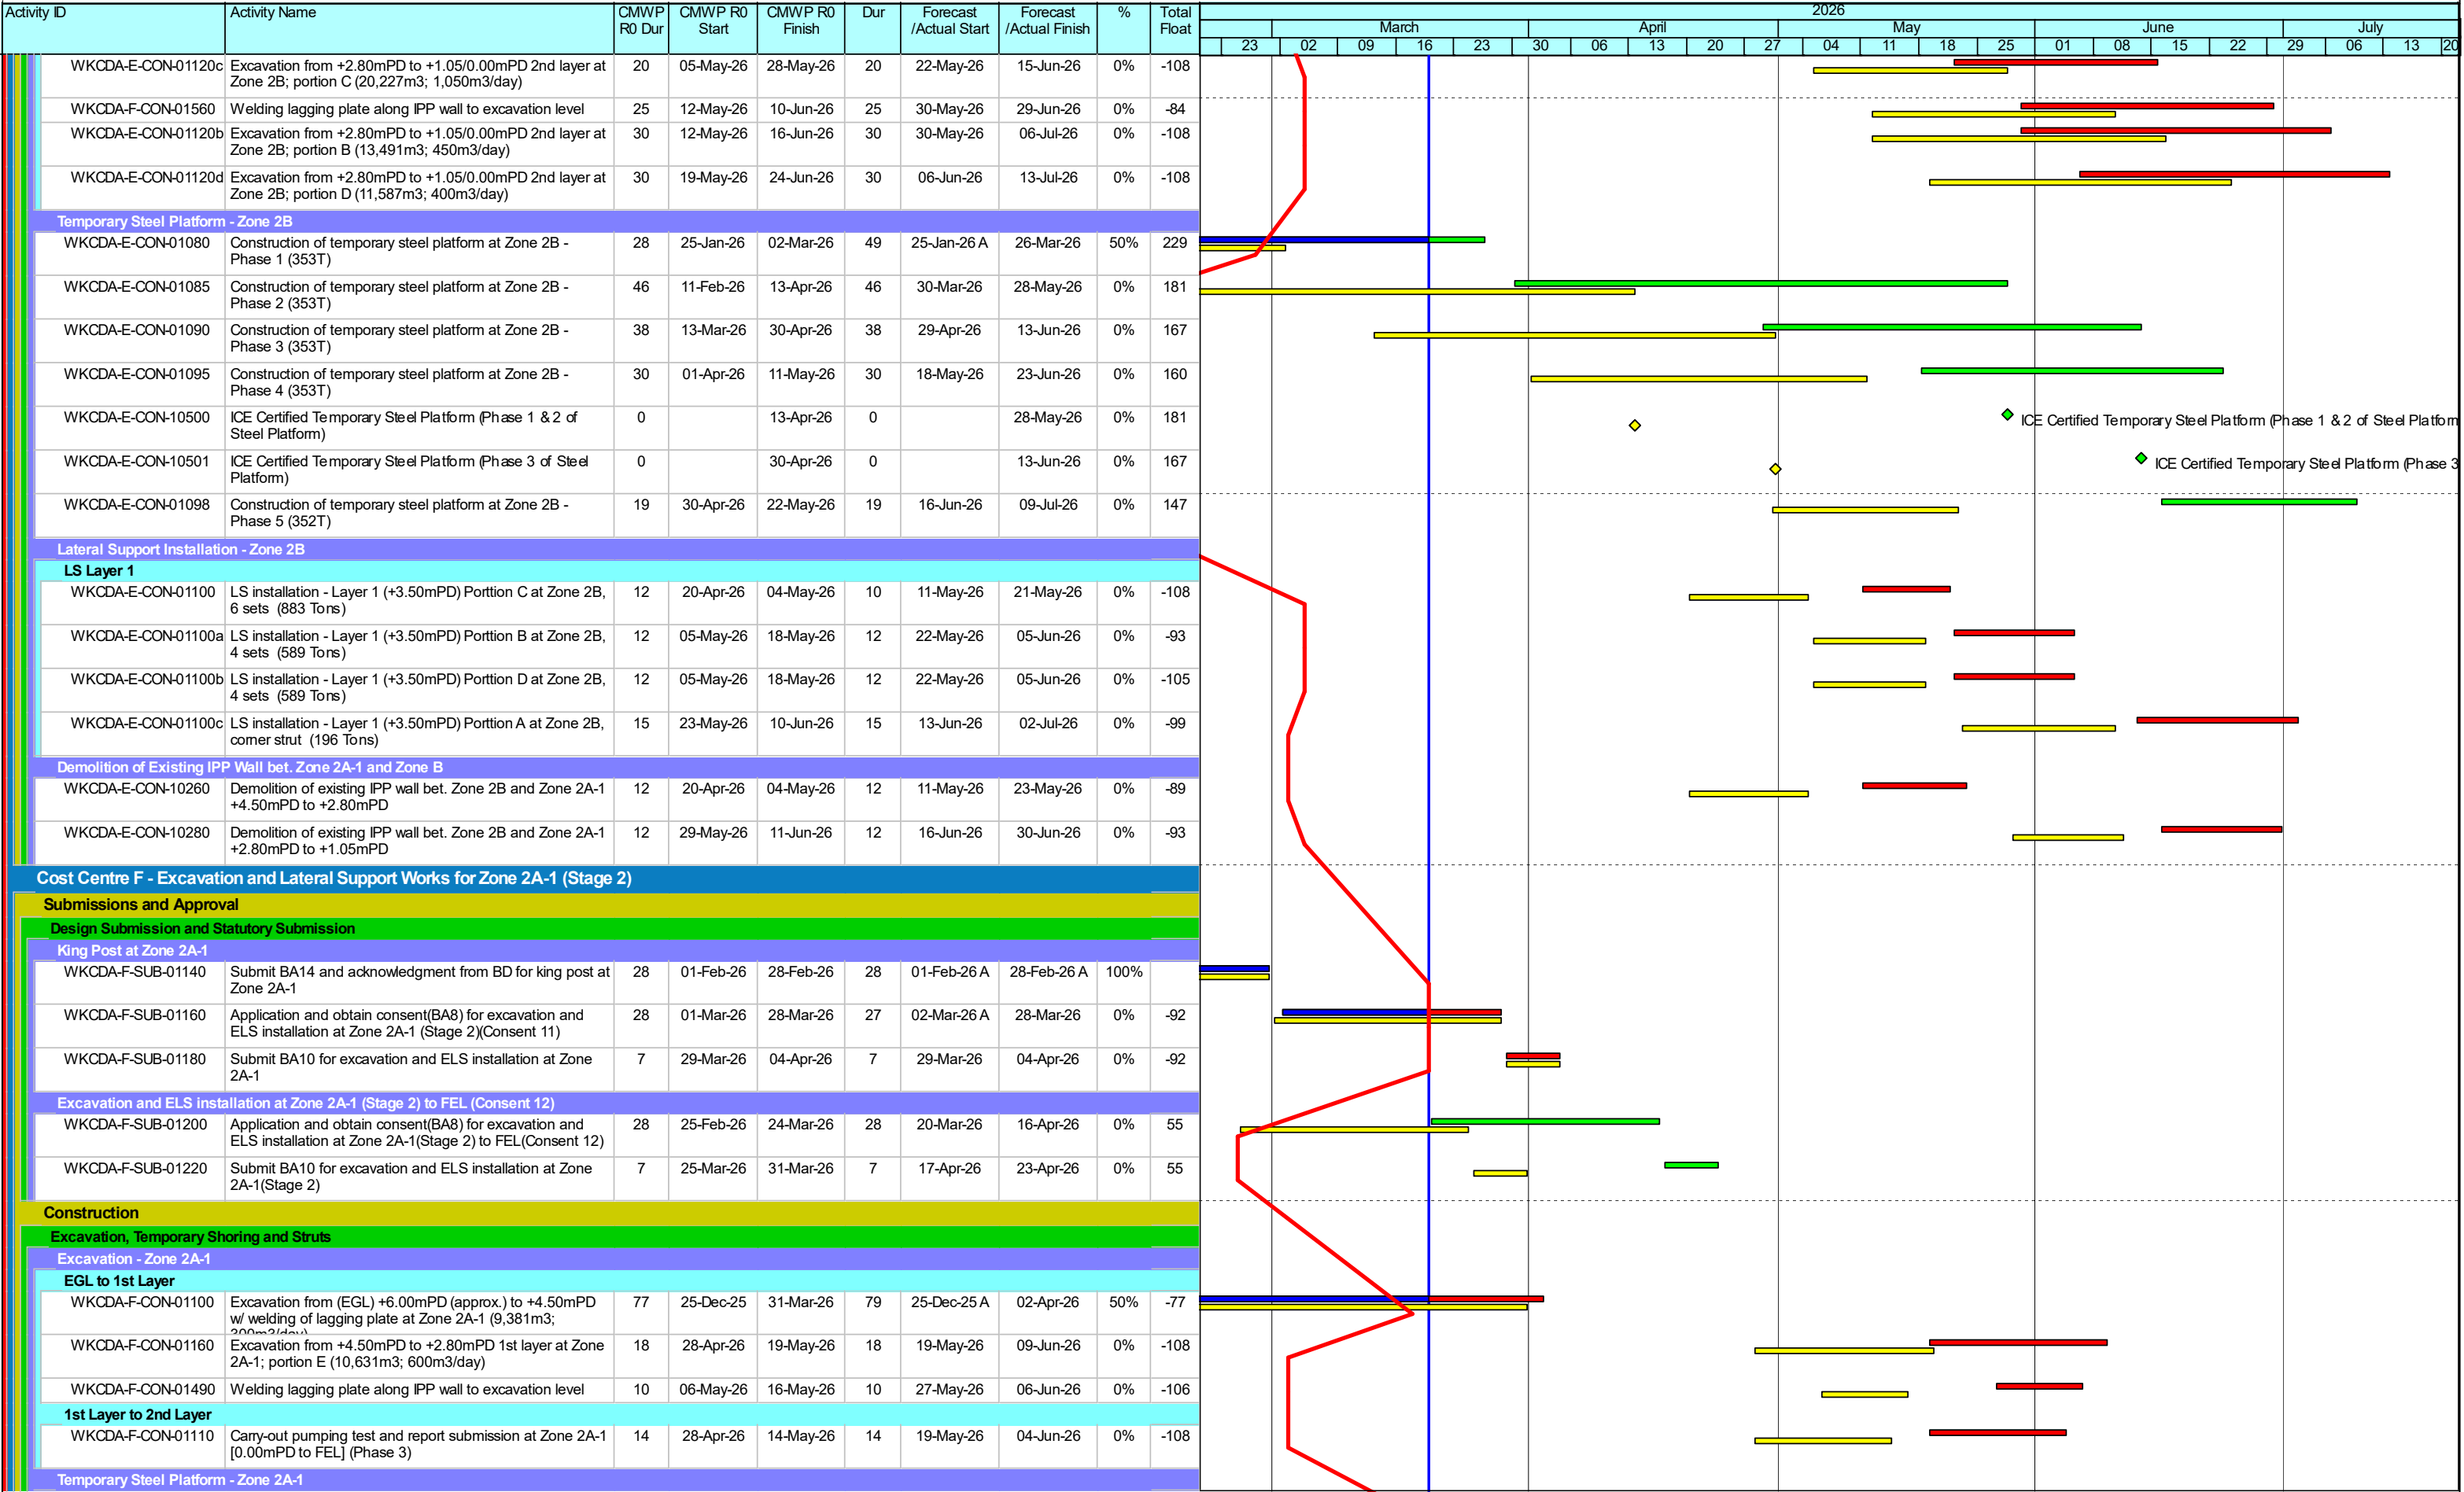 Activity ID Activity Name CMWP R0 Dur CMWP R0 Start CMWP R0 Finish Dur Forecast /Actual Start Forecast /Actual Finish % Total Float
2026
March April May June July
23 02 09 16 23 30 06 13 20 27 04 11 18 25 01 08 15 22 29 06 13 20
WKCDA-E-CON-01120c Excavation from +2.80mPD to +1.05/0.00mPD 2nd layer at 20 05-May-26 28-May-26 20 22-May-26 15-Jun-26 0% -108
Zone 2B; portion C (20,227m3; 1,050m3/day)
WKCDA-F-CON-01560 Welding lagging plate along IPP wall to excavation level 25 12-May-26 10-Jun-26 25 30-May-26 29-Jun-26 0% -84
WKCDA-E-CON-01120b Excavation from +2.80mPD to +1.05/0.00mPD 2nd layer at 30 12-May-26 16-Jun-26 30 30-May-26 06-Jul-26 0% -108
Zone 2B; portion B (13,491m3; 450m3/day)
WKCDA-E-CON-01120d Excavation from +2.80mPD to +1.05/0.00mPD 2nd layer at 30 19-May-26 24-Jun-26 30 06-Jun-26 13-Jul-26 0% -108
Zone 2B; portion D (11,587m3; 400m3/day)
Temporary Steel Platform - Zone 2B
WKCDA-E-CON-01080 Construction of temporary steel platform at Zone 2B - 28 25-Jan-26 02-Mar-26 49 25-Jan-26 A 26-Mar-26 50% 229
Phase 1 (353T)
WKCDA-E-CON-01085 Construction of temporary steel platform at Zone 2B - 46 11-Feb-26 13-Apr-26 46 30-Mar-26 28-May-26 0% 181
Phase 2 (353T)
WKCDA-E-CON-01090 Construction of temporary steel platform at Zone 2B - 38 13-Mar-26 30-Apr-26 38 29-Apr-26 13-Jun-26 0% 167
Phase 3 (353T)
WKCDA-E-CON-01095 Construction of temporary steel platform at Zone 2B - 30 01-Apr-26 11-May-26 30 18-May-26 23-Jun-26 0% 160
Phase 4 (353T)
WKCDA-E-CON-10500 ICE Certified Temporary Steel Platform (Phase 1 & 2 of 0 13-Apr-26 0 28-May-26 0% 181 ICE Certified Temporary Steel Platform (Phase 1 & 2 of Steel Platform
Steel Platform)
WKCDA-E-CON-10501 ICE Certified Temporary Steel Platform (Phase 3 of Steel 0 30-Apr-26 0 13-Jun-26 0% 167 ICE Certified Temporary Steel Platform (Phase 3
Platform)
WKCDA-E-CON-01098 Construction of temporary steel platform at Zone 2B - 19 30-Apr-26 22-May-26 19 16-Jun-26 09-Jul-26 0% 147
Phase 5 (352T)
Lateral Support Installation - Zone 2B
LS Layer 1
WKCDA-E-CON-01100 LS installation - Layer 1 (+3.50mPD) Portion C at Zone 2B, 12 20-Apr-26 04-May-26 10 11-May-26 21-May-26 0% -108
6 sets (883 Tons)
WKCDA-E-CON-01100a LS installation - Layer 1 (+3.50mPD) Porttion B at Zone 2B, 12 05-May-26 18-May-26 12 22-May-26 05-Jun-26 0% -93
4 sets (589 Tons)
WKCDA-E-CON-01100b LS installation - Layer 1 (+3.50mPD) Portion D at Zone 2B, 12 05-May-26 18-May-26 12 22-May-26 05-Jun-26 0% -105
4 sets (589 Tons)
WKCDA-E-CON-01100c LS installation - Layer 1 (+3.50mPD) Portion A at Zone 2B, 15 23-May-26 10-Jun-26 15 13-Jun-26 02-Jul-26 0% -99
corner strut (196 Tons)
Demolition of Existing IPP Wall bet. Zone 2A-1 and Zone B
WKCDA-E-CON-10260 Demolition of existing IPP wall bet. Zone 2B and Zone 2A-1 12 20-Apr-26 04-May-26 12 11-May-26 23-May-26 0% -89
+4.50mPD to +2.80mPD
WKCDA-E-CON-10280 Demolition of existing IPP wall bet. Zone 2B and Zone 2A-1 12 29-May-26 11-Jun-26 12 16-Jun-26 30-Jun-26 0% -93
+2.80mPD to +1.05mPD
Cost Centre F - Excavation and Lateral Support Works for Zone 2A-1 (Stage 2)
Submissions and Approval
Design Submission and Statutory Submission
King Post at Zone 2A-1
WKCDA-F-SUB-01140 Submit BA14 and acknowledgment from BD for king post at 28 01-Feb-26 28-Feb-26 28 01-Feb-26 A 28-Feb-26 A 100%
Zone 2A-1
WKCDA-F-SUB-01160 Application and obtain consent(BA8) for excavation and 28 01-Mar-26 28-Mar-26 27 02-Mar-26 A 28-Mar-26 0% -92
ELS installation at Zone 2A-1 (Stage 2)(Consent 11)
WKCDA-F-SUB-01180 Submit BA10 for excavation and ELS installation at Zone 7 29-Mar-26 04-Apr-26 7 29-Mar-26 04-Apr-26 0% -92
2A-1
Excavation and ELS installation at Zone 2A-1 (Stage 2) to FEL (Consent 12)
WKCDA-F-SUB-01200 Application and obtain consent(BA8) for excavation and 28 25-Feb-26 24-Mar-26 28 20-Mar-26 16-Apr-26 0% 55
ELS installation at Zone 2A-1(Stage 2) to FEL(Consent 12)
WKCDA-F-SUB-01220 Submit BA10 for excavation and ELS installation at Zone 7 25-Mar-26 31-Mar-26 7 17-Apr-26 23-Apr-26 0% 55
2A-1(Stage 2)
Construction
Excavation, Temporary Shoring and Struts
Excavation - Zone 2A-1
EGL to 1st Layer
WKCDA-F-CON-01100 Excavation from (EGL) +6.00mPD (approx.) to +4.50mPD 77 25-Dec-25 31-Mar-26 79 25-Dec-25 A 02-Apr-26 50% -77
w/ welding of lagging plate at Zone 2A-1 (9,381m3;
WKCDA-F-CON-01160 Excavation from +4.50mPD to +2.80mPD 1st layer at Zone 18 28-Apr-26 19-May-26 18 19-May-26 09-Jun-26 0% -108
2A-1; portion E (10,631m3; 600m3/day)
WKCDA-F-CON-01490 Welding lagging plate along IPP wall to excavation level 10 06-May-26 16-May-26 10 27-May-26 06-Jun-26 0% -106
1st Layer to 2nd Layer
WKCDA-F-CON-01110 Carry-out pumping test and report submission at Zone 2A-1 14 28-Apr-26 14-May-26 14 19-May-26 04-Jun-26 0% -108
[0.00mPD to FEL] (Phase 3)
Temporary Steel Platform - Zone 2A-1